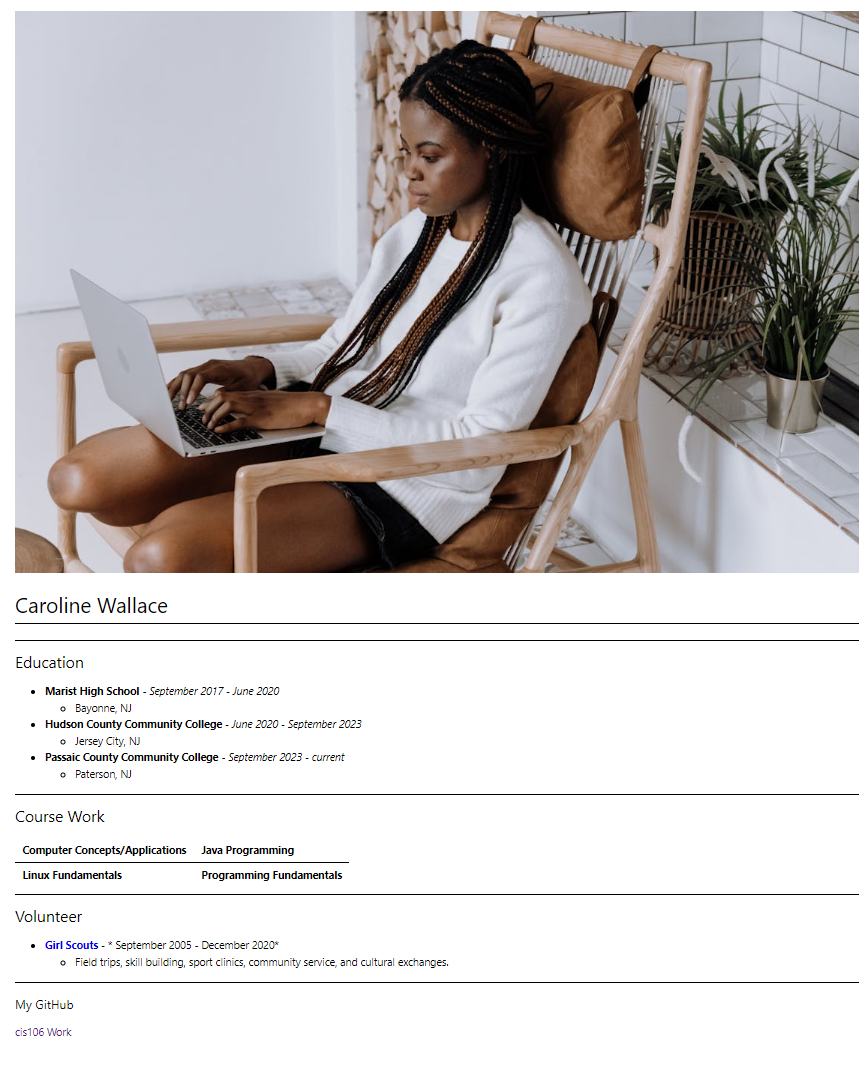 Caroline Wallace
Education
Marist High School - September 2017 - June 2020
Bayonne, NJ
Hudson County Community College - June 2020 - September 2023
Jersey City, NJ
Passaic County Community College - September 2023 - current
Paterson, NJ
Course Work
Computer Concepts/Applications Java Programming
Linux Fundamentals Programming Fundamentals
Volunteer
Girl Scouts - * September 2005 - December 2020*
Field trips, skill building, sport clinics, community service, and cultural exchanges.
My GitHub
cis106 Work